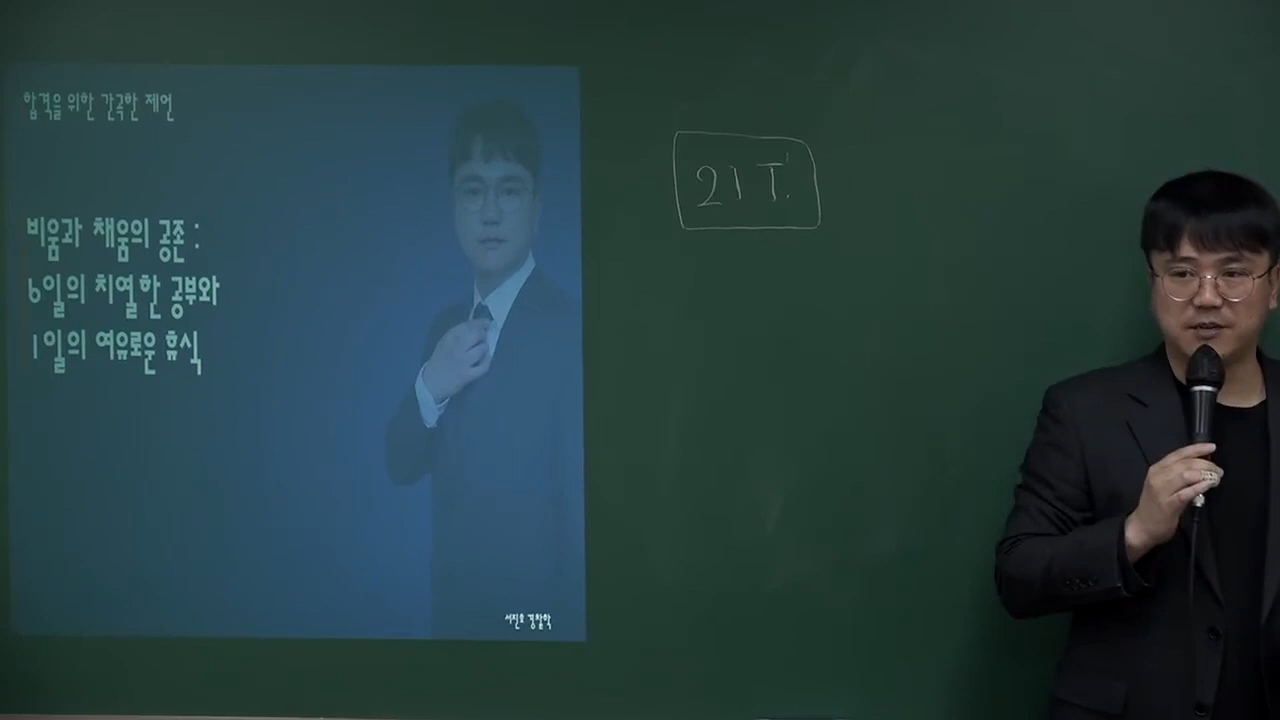 합격을 위한 간곡한 제언
비움과 채움의 공존 :
6일의 치열한 공부와
1일의 여유로운 휴식
서진호 경찰학
21 T.